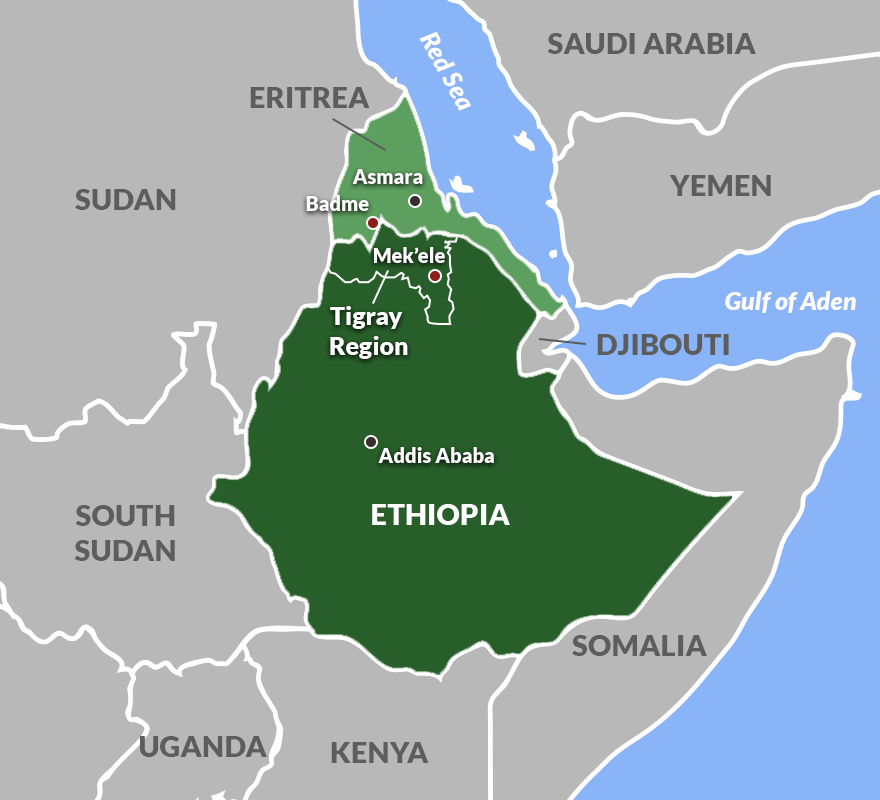 Red Sea
SAUDI ARABIA
ERITREA
Asmara
YEMEN
SUDAN
Badme
Mek’ele
Gulf of Aden
Tigray
Region
DJIBOUTI
Addis Ababa
ETHIOPIA
SOUTH
SUDAN
SOMALIA
UGANDA
KENYA